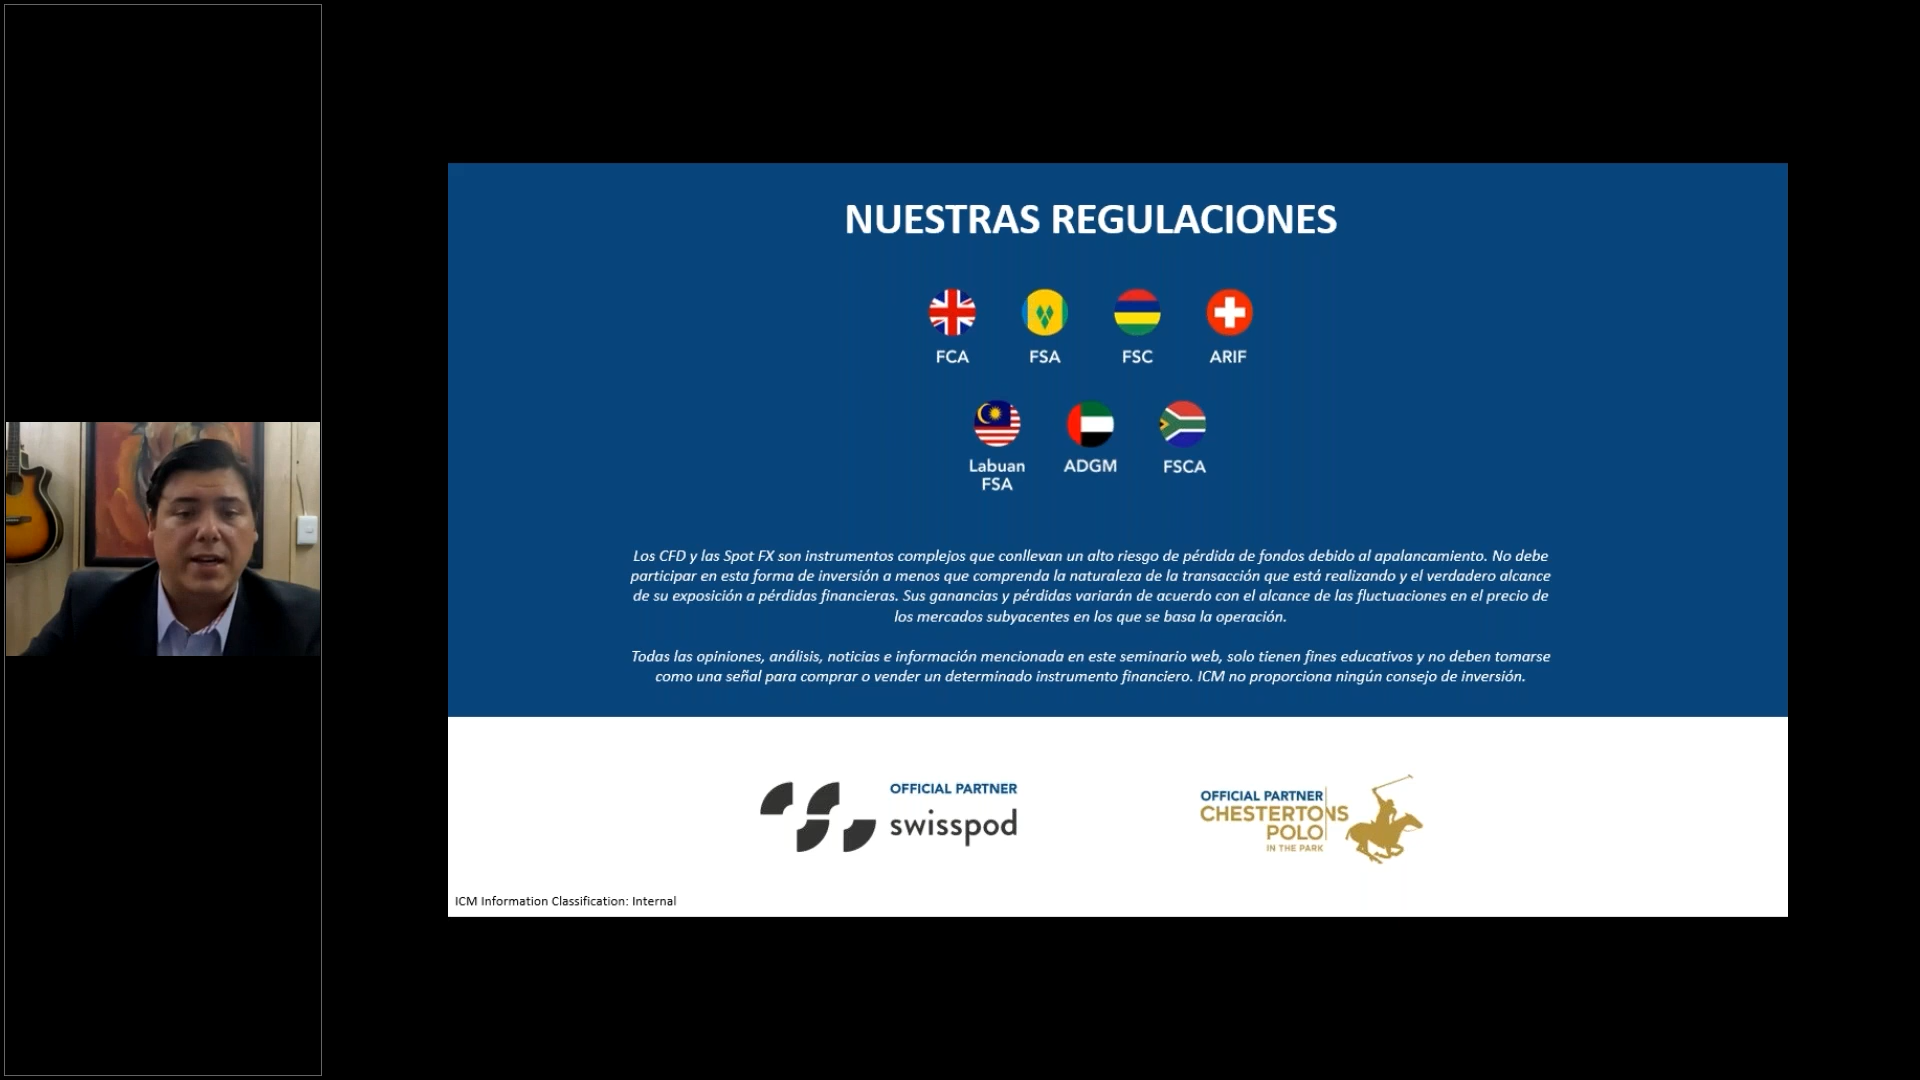 NUESTRAS REGULACIONES
FCA FSA FSC ARIF
Labuan FSA ADGM FSCA
Los CFD y las Spot FX son instrumentos complejos que conllevan un alto riesgo de pérdida de fondos debido al apalancamiento. No debe
participar en esta forma de inversión a menos que comprenda la naturaleza de la transacción que está realizando y el verdadero alcance
de su exposición a pérdidas financieras. Sus ganancias y pérdidas variarán de acuerdo con el alcance de las fluctuaciones en el precio de
los mercados subyacentes en los que se basa la operación.
Todas las opiniones, análisis, noticias e información mencionada en este seminario web, solo tienen fines educativos y no deben tomarse
como una señal para comprar o vender un determinado instrumento financiero. ICM no proporciona ningún consejo de inversión.
OFFICIAL PARTNER
swisspod
OFFICIAL PARTNER
CHESTERTONS
POLO
IN THE PARK
ICM Information Classification: Internal